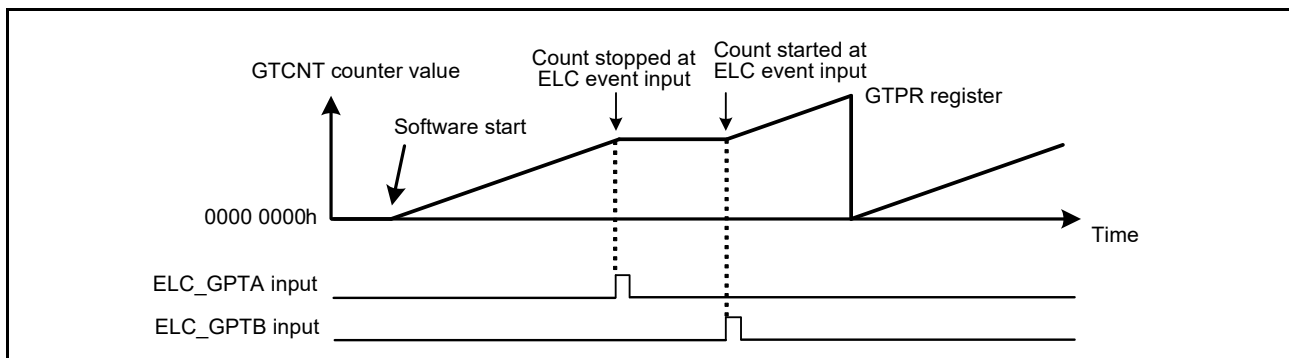 GTCNT counter value
Count stopped at
ELC event input
Count started at
ELC event input
GTPR register
Software start
0000 0000h
Time
ELC_GPTA input
ELC_GPTB input